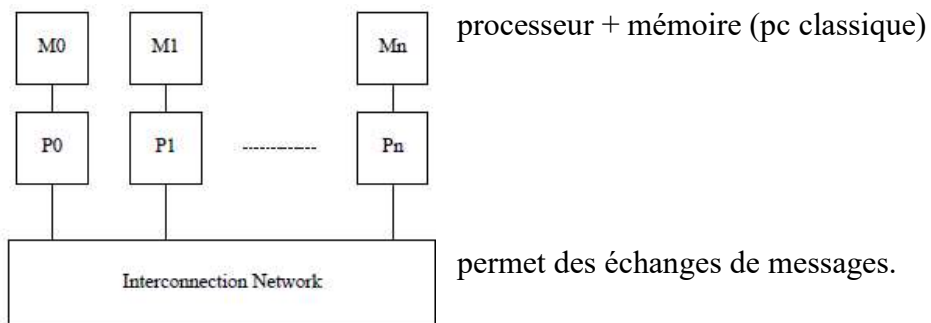 processeur + mémoire (pc classique)
M0 M1 Mn
P0 P1 Pn
permet des échanges de messages.
Interconnection Network